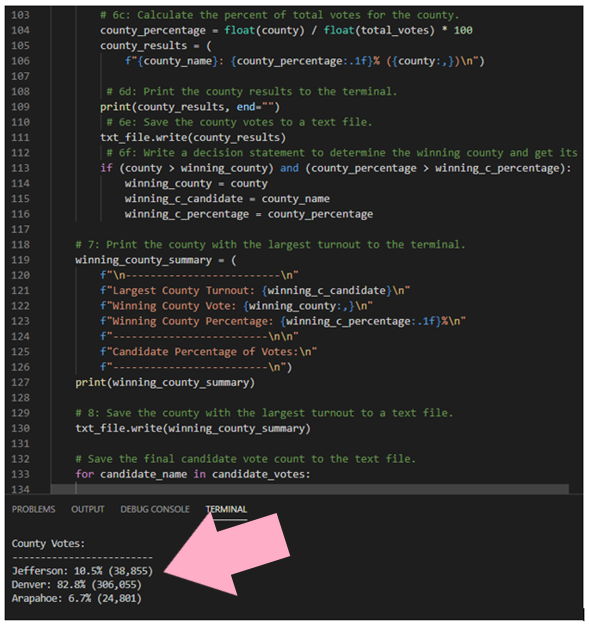 103 # 6c: Calculate the percent of total votes for the county.
104 county_percentage = float(county) / float(total_votes) * 100
105 county_results = (
106 f"{county_name}: {county_percentage:.1f}% ({county:,})\n")
107
108 # 6d: Print the county results to the terminal.
109 print(county_results, end="")
110 # 6e: Save the county votes to a text file.
111 txt_file.write(county_results)
112 # 6f: Write a decision statement to determine the winning county and get its
113 if (county > winning_county) and (county_percentage > winning_c_percentage):
114 winning_county = county
115 winning_c_candidate = county_name
116 winning_c_percentage = county_percentage
117
118 # 7: Print the county with the largest turnout to the terminal.
119 winning_county_summary = (
120 f"\n-------------------------\n"
121 f"Largest County Turnout: {winning_c_candidate}\n"
122 f"Winning County Vote: {winning_county:,}\n"
123 f"Winning County Percentage: {winning_c_percentage:.1f}%\n"
124 f"-------------------------\n\n"
125 f"Candidate Percentage of Votes:\n"
126 f"-------------------------\n")
127 print(winning_county_summary)
128
129 # 8: Save the county with the largest turnout to a text file.
130 txt_file.write(winning_county_summary)
131
132 # Save the final candidate vote count to the text file.
133 for candidate_name in candidate_votes:
134
PROBLEMS OUTPUT DEBUG CONSOLE TERMINAL
County Votes:
-------------------------
Jefferson: 10.5% (38,855)
Denver: 82.8% (306,055)
Arapahoe: 6.7% (24,801)